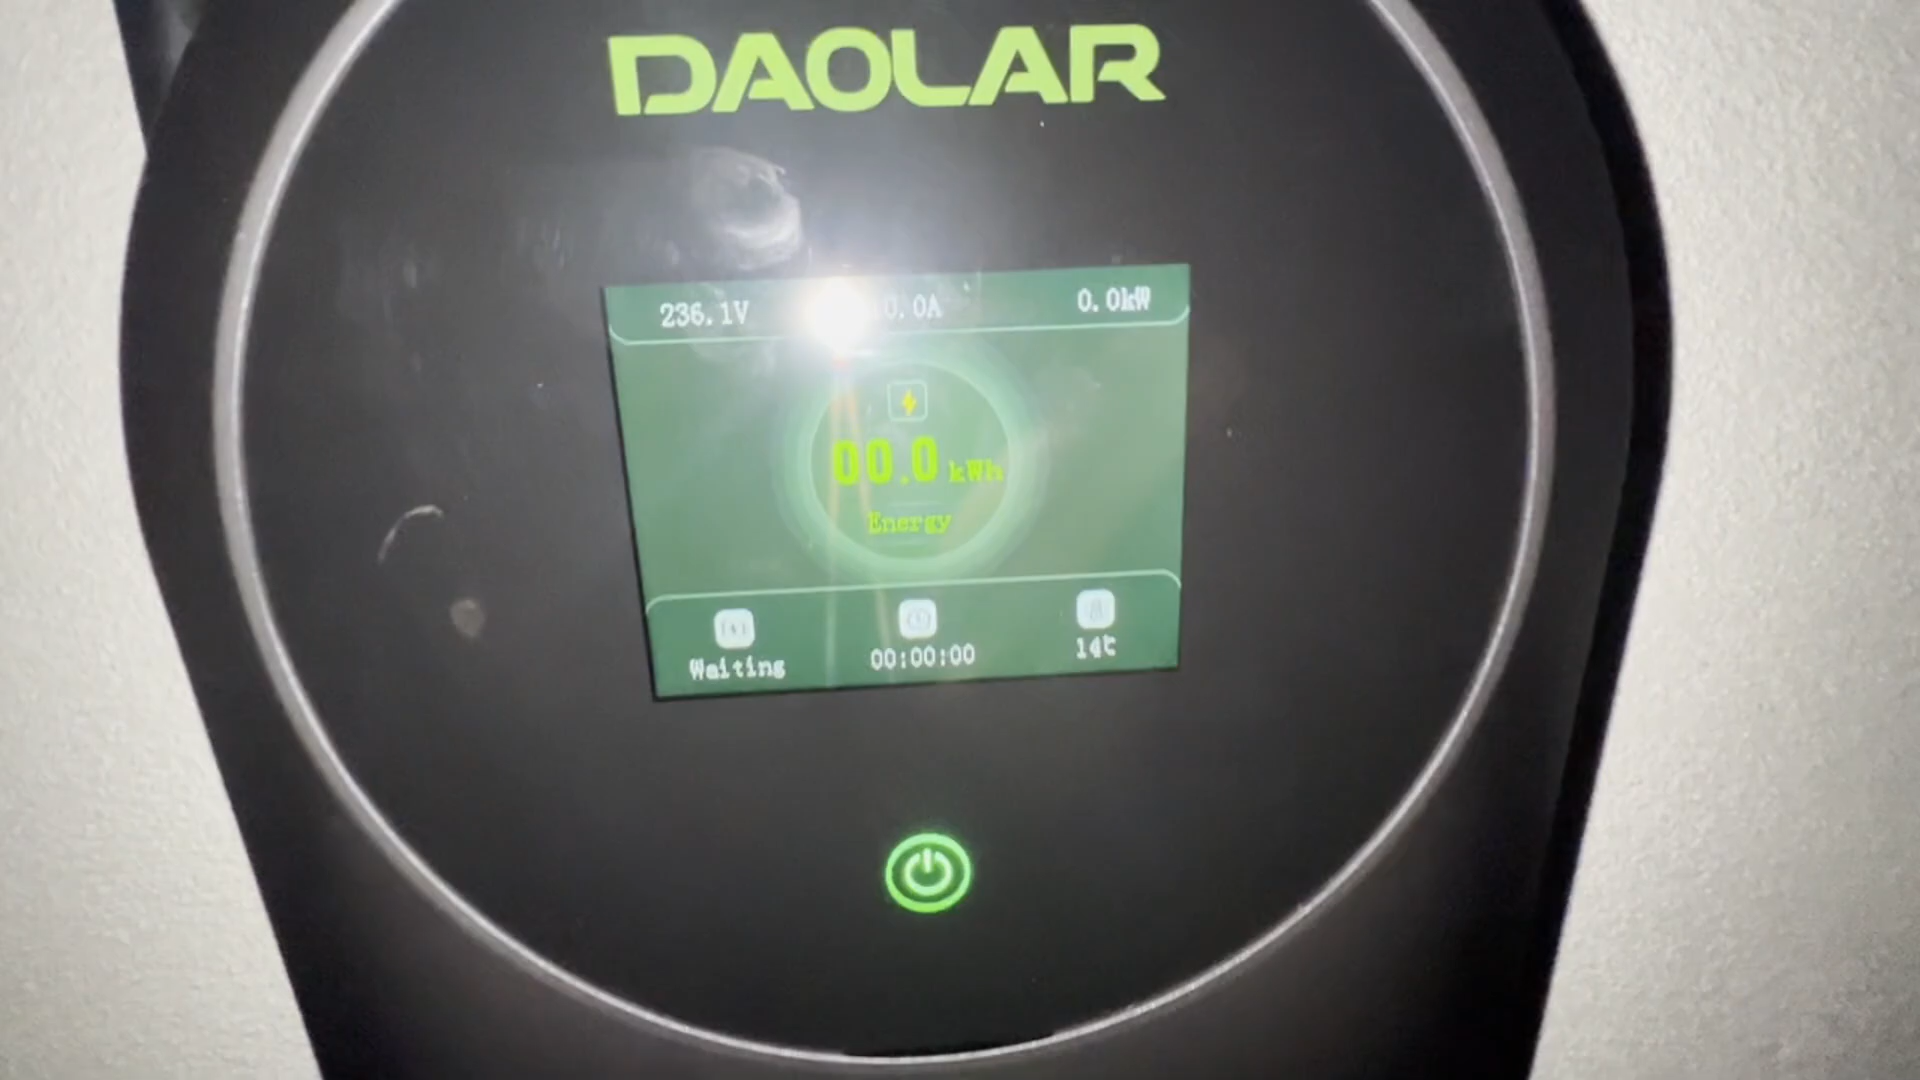 DAOLAR
236.1V 0.0A 0.0kW
00.0 kWh
Energy
Waiting 00:00:00 14℃